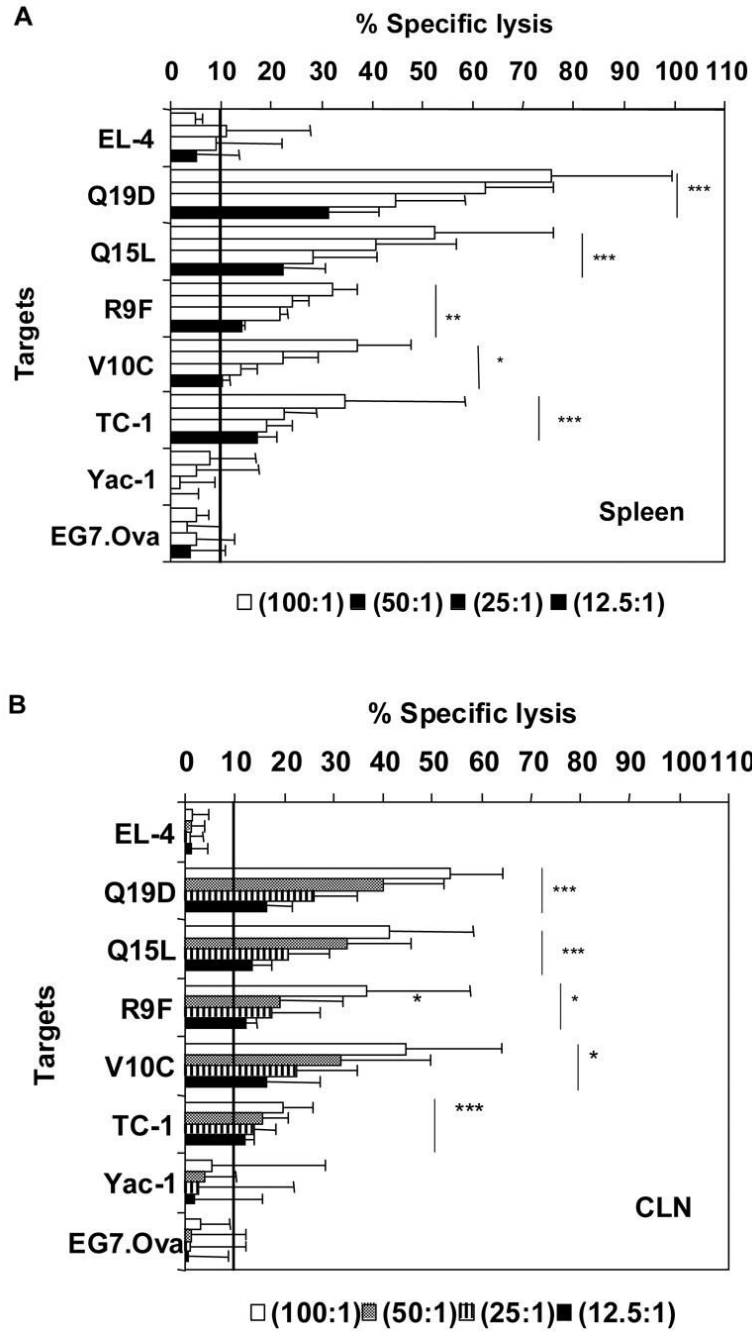 A
% Specific lysis
0 10 20 30 40 50 60 70 80 90 100 110
Targets
EL-4
Q19D
***
Q15L
***
R9F
**
V10C
*
TC-1
***
Yac-1
EG7.Ova
Spleen
(100:1) (50:1) (25:1) (12.5:1)
B
% Specific lysis
0 10 20 30 40 50 60 70 80 90 100 110
Targets
EL-4
Q19D
***
Q15L
***
R9F
* *
V10C
*
TC-1
***
Yac-1
CLN
EG7.Ova
(100:1) (50:1) (25:1) (12.5:1)